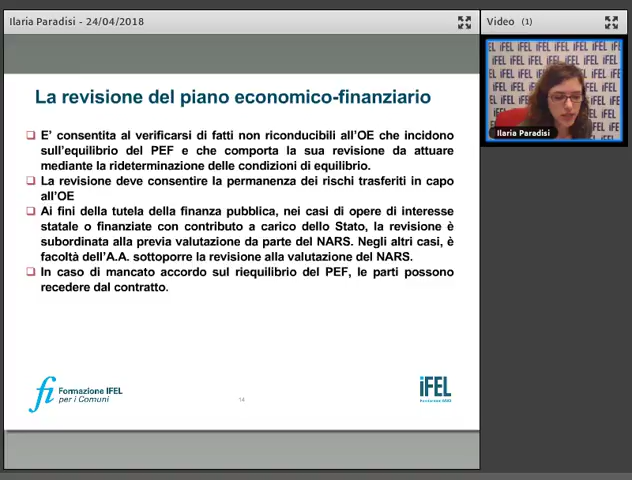 Ilaria Paradisi - 24/04/2018
Video (1)
La revisione del piano economico-finanziario
E' consentita al verificarsi di fatti non riconducibili all'OE che incidono
sull'equilibrio del PEF e che comporta la sua revisione da attuare
mediante la rideterminazione delle condizioni di equilibrio.
La revisione deve consentire la permanenza dei rischi trasferiti in capo
all'OE
Ai fini della tutela della finanza pubblica, nei casi di opere di interesse
statale o finanziate con contributo a carico dello Stato, la revisione è
subordinata alla previa valutazione da parte del NARS. Negli altri casi, è
facoltà dell'A.A. sottoporre la revisione alla valutazione del NARS.
In caso di mancato accordo sul riequilibrio del PEF, le parti possono
recedere dal contratto.
fi Formazione IFEL
per i Comuni
14
iFEL
Fondazione ANCI
Ilaria Paradisi